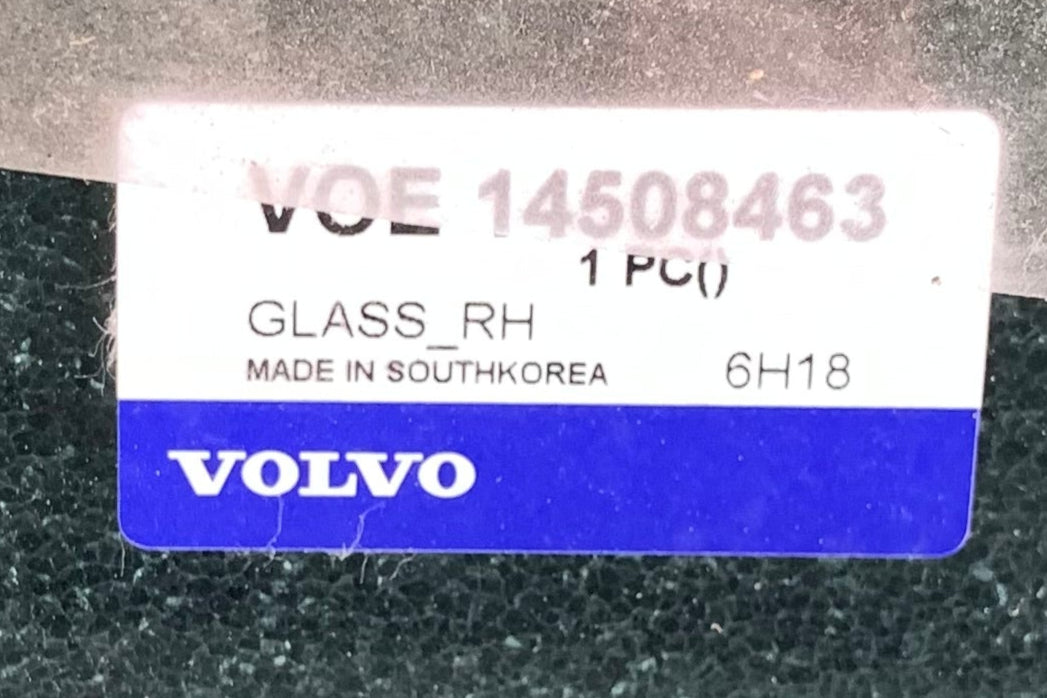 VOE 14508463
1 PC()
GLASS_RH
MADE IN SOUTHKOREA 6H18
VOLVO